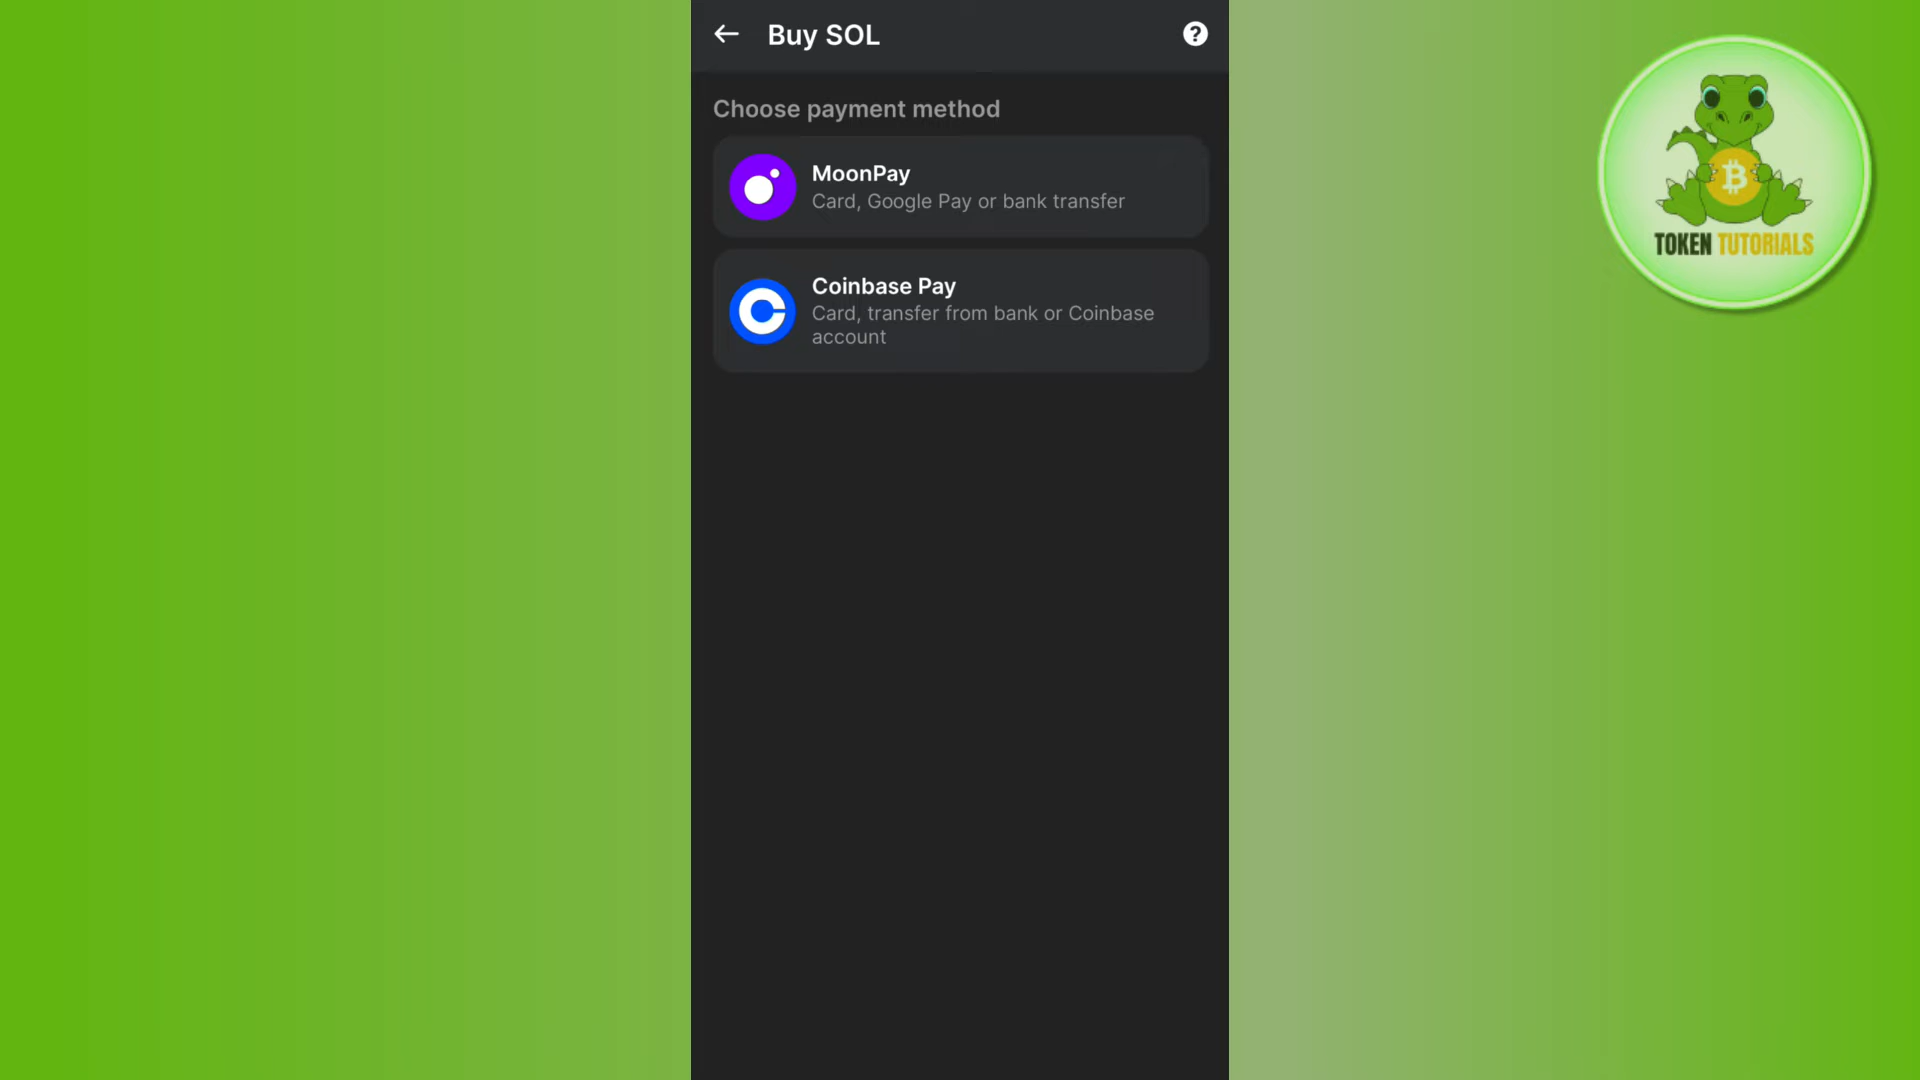 Buy SOL
Choose payment method
MoonPay
Card, Google Pay or bank transfer
Coinbase Pay
Card, transfer from bank or Coinbase
account
TOKEN TUTORIALS